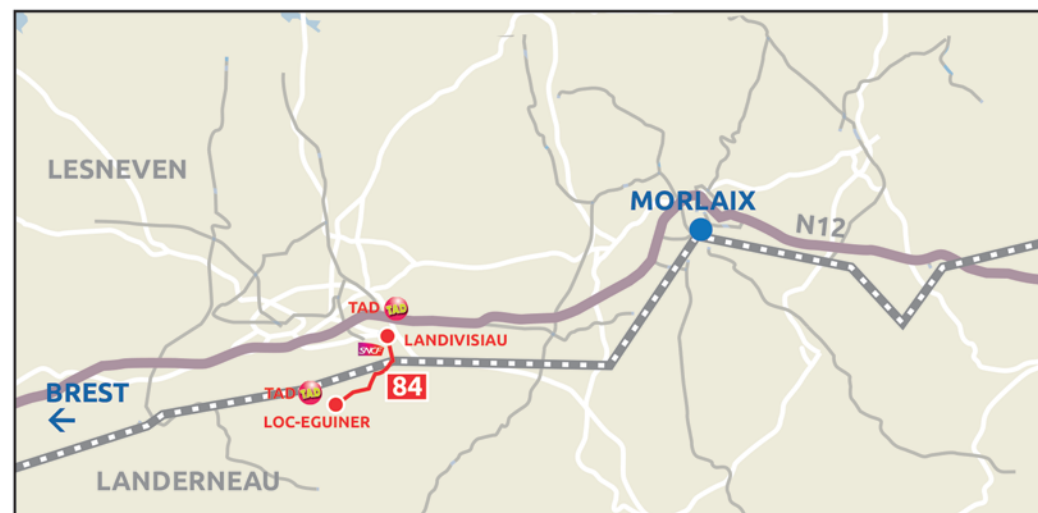 LESNEVEN
MORLAIX
N12
TAD TAD
LANDIVISIAU
SNCF
84
TAD TAD
BREST
LOC-EGUINER
LANDERNEAU